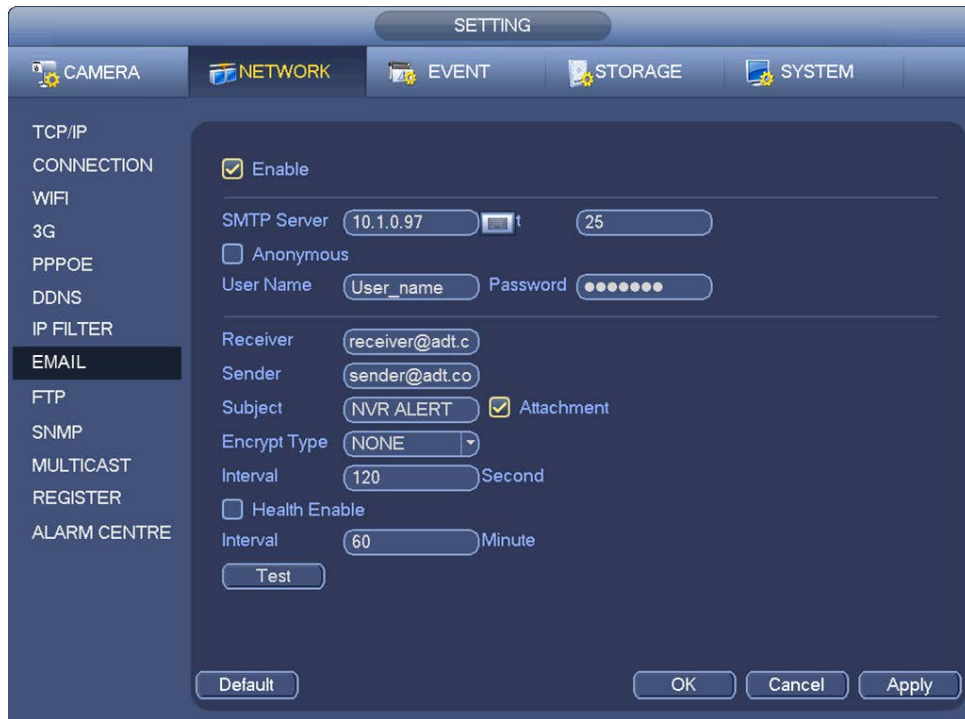 SETTING
CAMERA NETWORK EVENT STORAGE SYSTEM
TCP/IP
CONNECTION
WIFI
3G
PPPOE
DDNS
IP FILTER
EMAIL
FTP
SNMP
MULTICAST
REGISTER
ALARM CENTRE
Enable
SMTP Server 10.1.0.97 t 25
Anonymous
User Name User_name Password ●●●●●●●
Receiver receiver@adt.c
Sender sender@adt.co
Subject NVR ALERT Attachment
Encrypt Type NONE
Interval 120 Second
Health Enable
Interval 60 Minute
Test
Default OK Cancel Apply